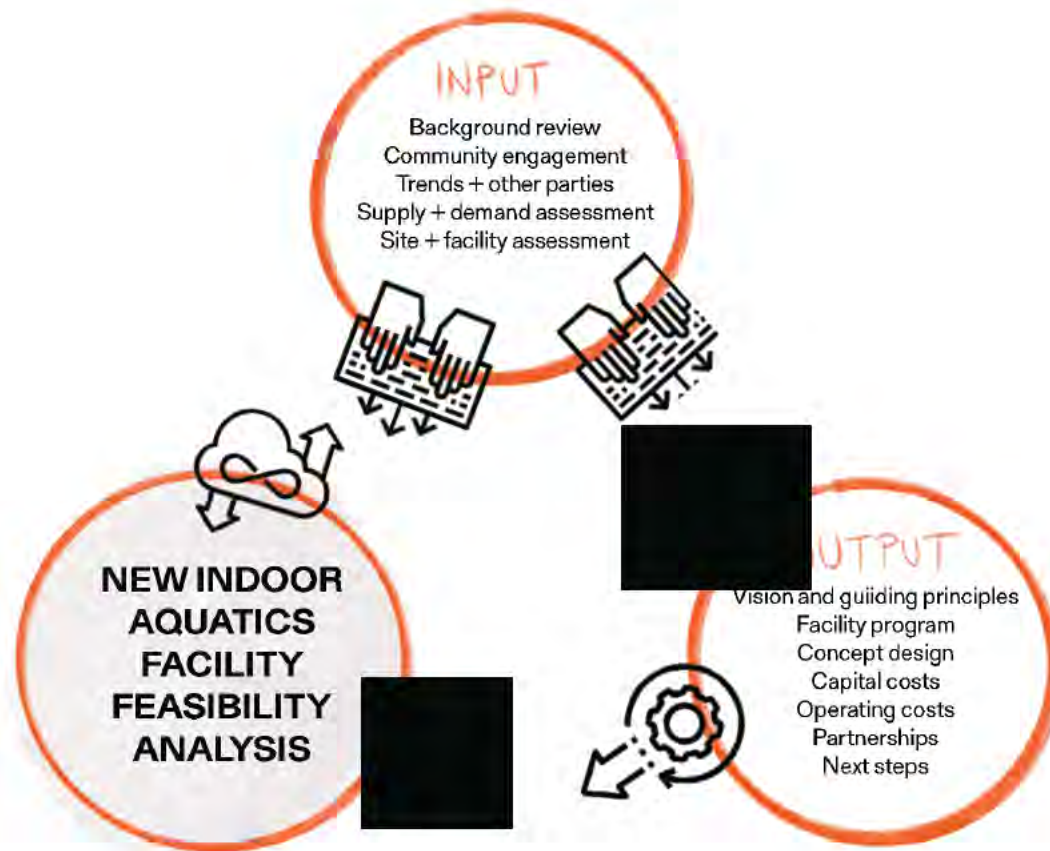 INPUT
Background review
Community engagement
Trends + other parties
Supply + demand assessment
Site + facility assessment
NEW INDOOR
AQUATICS
FACILITY
FEASIBILITY
ANALYSIS
UTPUT
Vision and guiiding principles
Facility program
Concept design
Capital costs
Operating costs
Partnerships
Next steps